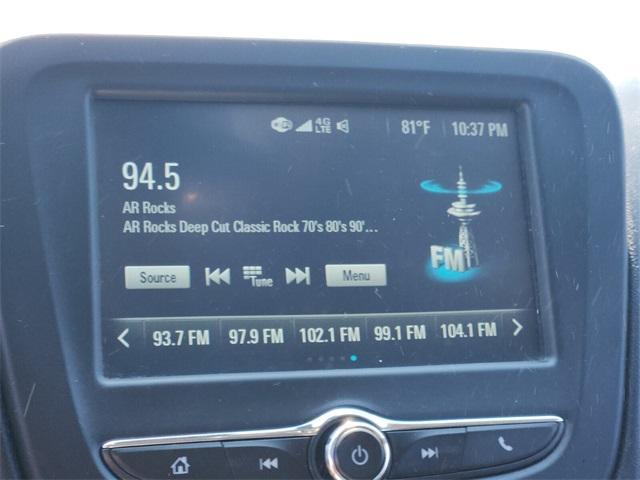 4G
LTE
81°F 10:37 PM
94.5
AR Rocks
AR Rocks Deep Cut Classic Rock 70's 80's 90'...
FM
Source Tune Menu
93.7 FM 97.9 FM 102.1 FM 99.1 FM 104.1 FM